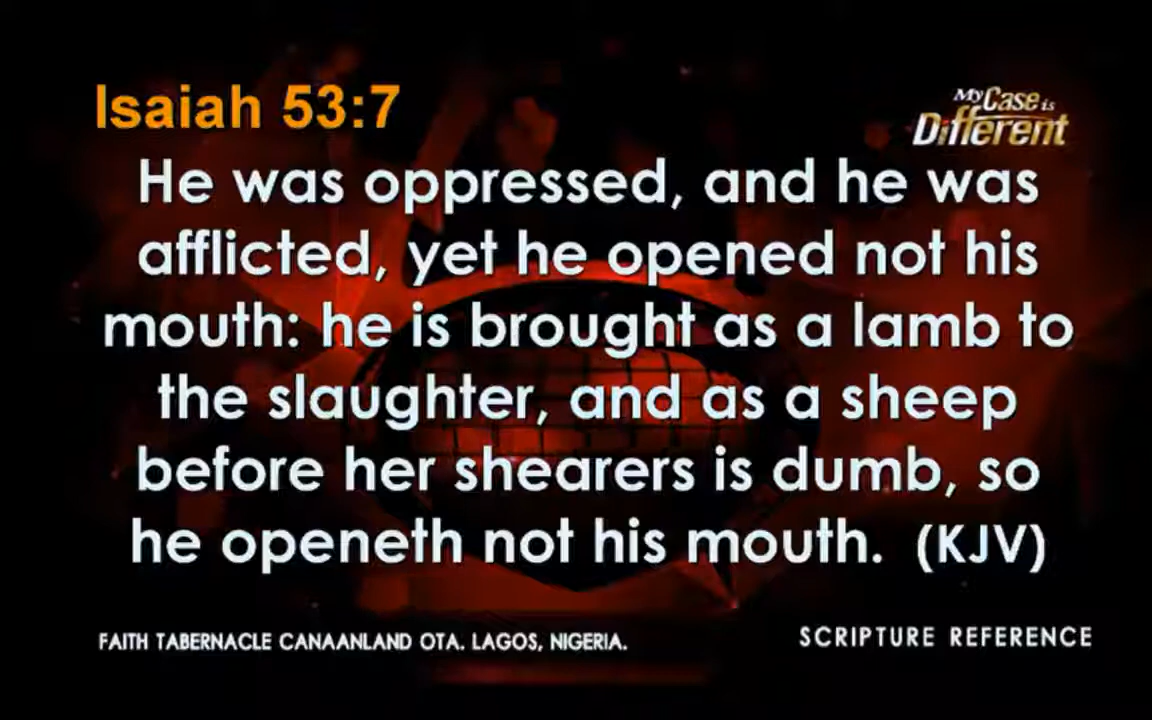 Isaiah 53:7
My Case is
Different
He was oppressed, and he was
afflicted, yet he opened not his
mouth: he is brought as a lamb to
the slaughter, and as a sheep
before her shearers is dumb, so
he openeth not his mouth. (KJV)
FAITH TABERNACLE CANAANLAND OTA. LAGOS, NIGERIA.
SCRIPTURE REFERENCE